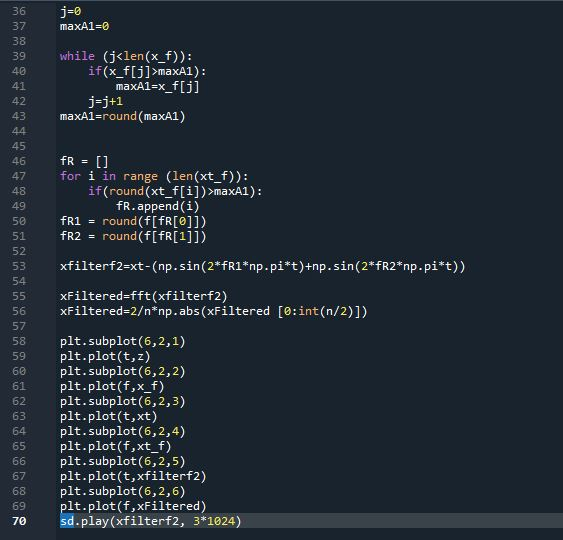 36 j=0
37 maxA1=0
38
39 while (j<len(x_f)):
40     if(x_f[j]>maxA1):
41         maxA1=x_f[j]
42     j=j+1
43 maxA1=round(maxA1)
44
45
46 fR = []
47 for i in range (len(xt_f)):
48     if(round(xt_f[i])>maxA1):
49         fR.append(i)
50 fR1 = round(f[fR[0]])
51 fR2 = round(f[fR[1]])
52
53 xfilterf2=xt-(np.sin(2*fR1*np.pi*t)+np.sin(2*fR2*np.pi*t))
54
55 xFiltered=fft(xfilterf2)
56 xFiltered=2/n*np.abs(xFiltered [0:int(n/2)])
57
58 plt.subplot(6,2,1)
59 plt.plot(t,z)
60 plt.subplot(6,2,2)
61 plt.plot(f,x_f)
62 plt.subplot(6,2,3)
63 plt.plot(t,xt)
64 plt.subplot(6,2,4)
65 plt.plot(f,xt_f)
66 plt.subplot(6,2,5)
67 plt.plot(t,xfilterf2)
68 plt.subplot(6,2,6)
69 plt.plot(f,xFiltered)
70 sd.play(xfilterf2, 3*1024)